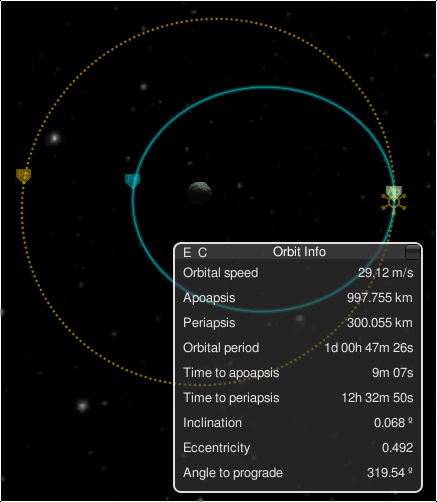 E C Orbit Info
Orbital speed 29,12 m/s
Apoapsis 997.755 km
Periapsis 300.055 km
Orbital period 1d 00h 47m 26s
Time to apoapsis 9m 07s
Time to periapsis 12h 32m 50s
Inclination 0.068 º
Eccentricity 0.492
Angle to prograde 319.54 º